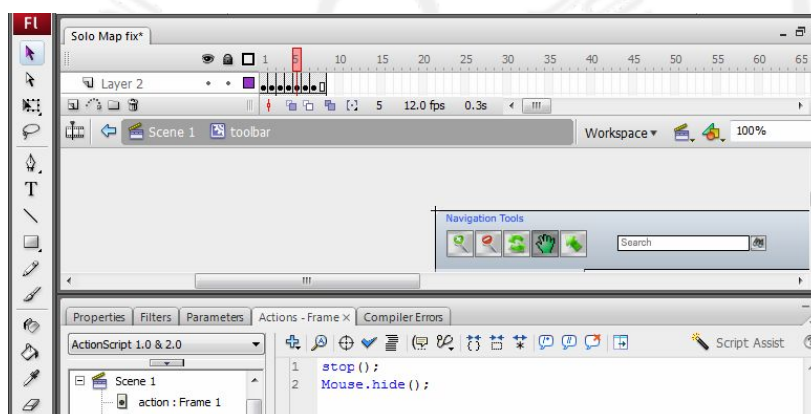 Fl
Solo Map fix*
1 5 10 15 20 25 30 35 40 45 50 55 60 65
Layer 2
5 12.0 fps 0.3s
Scene 1 toolbar Workspace 100%
T
Navigation Tools
Search
Properties Filters Parameters Actions - Frame × Compiler Errors
ActionScript 1.0 & 2.0 Script Assist
1 stop();
2 Mouse.hide();
Scene 1
action : Frame 1